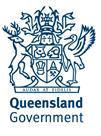 AUDAX AT FIDELIS
Queensland
Government